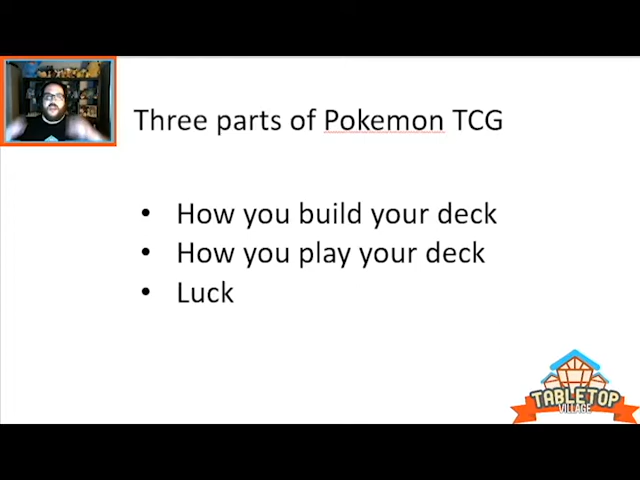 Three parts of Pokemon TCG
• How you build your deck
• How you play your deck
• Luck
TABLETOP
VILLAGE